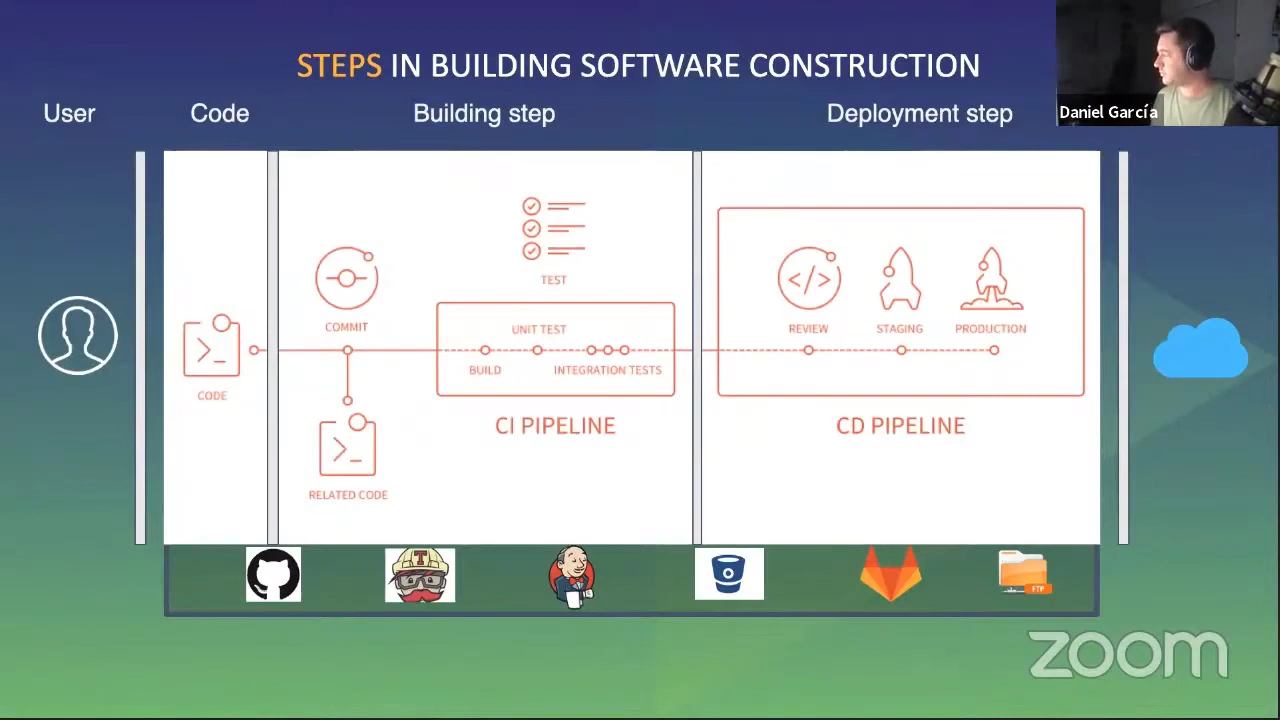 STEPS IN BUILDING SOFTWARE CONSTRUCTION
User
Code
Building step
Deployment step
Daniel García
TEST
COMMIT
UNIT TEST
REVIEW
STAGING
PRODUCTION
BUILD
INTEGRATION TESTS
CODE
CI PIPELINE
CD PIPELINE
RELATED CODE
T
FTP
zoom